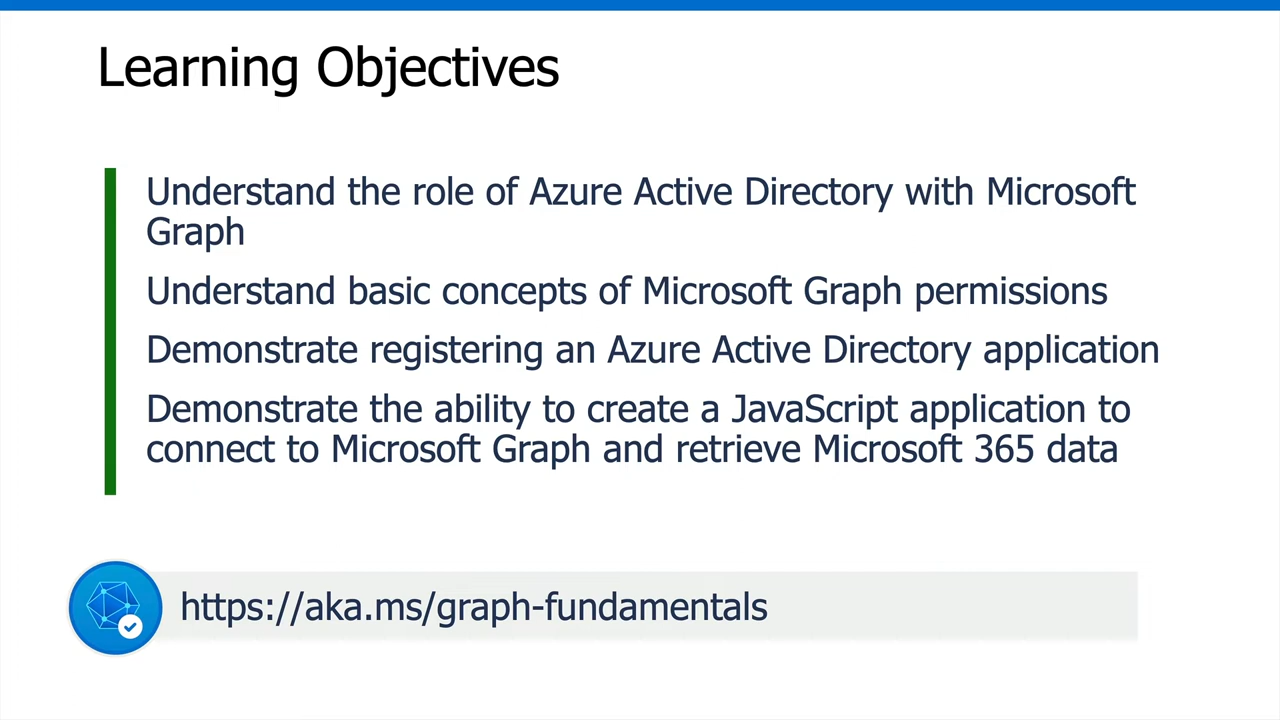 Learning Objectives
Understand the role of Azure Active Directory with Microsoft
Graph
Understand basic concepts of Microsoft Graph permissions
Demonstrate registering an Azure Active Directory application
Demonstrate the ability to create a JavaScript application to
connect to Microsoft Graph and retrieve Microsoft 365 data
https://aka.ms/graph-fundamentals